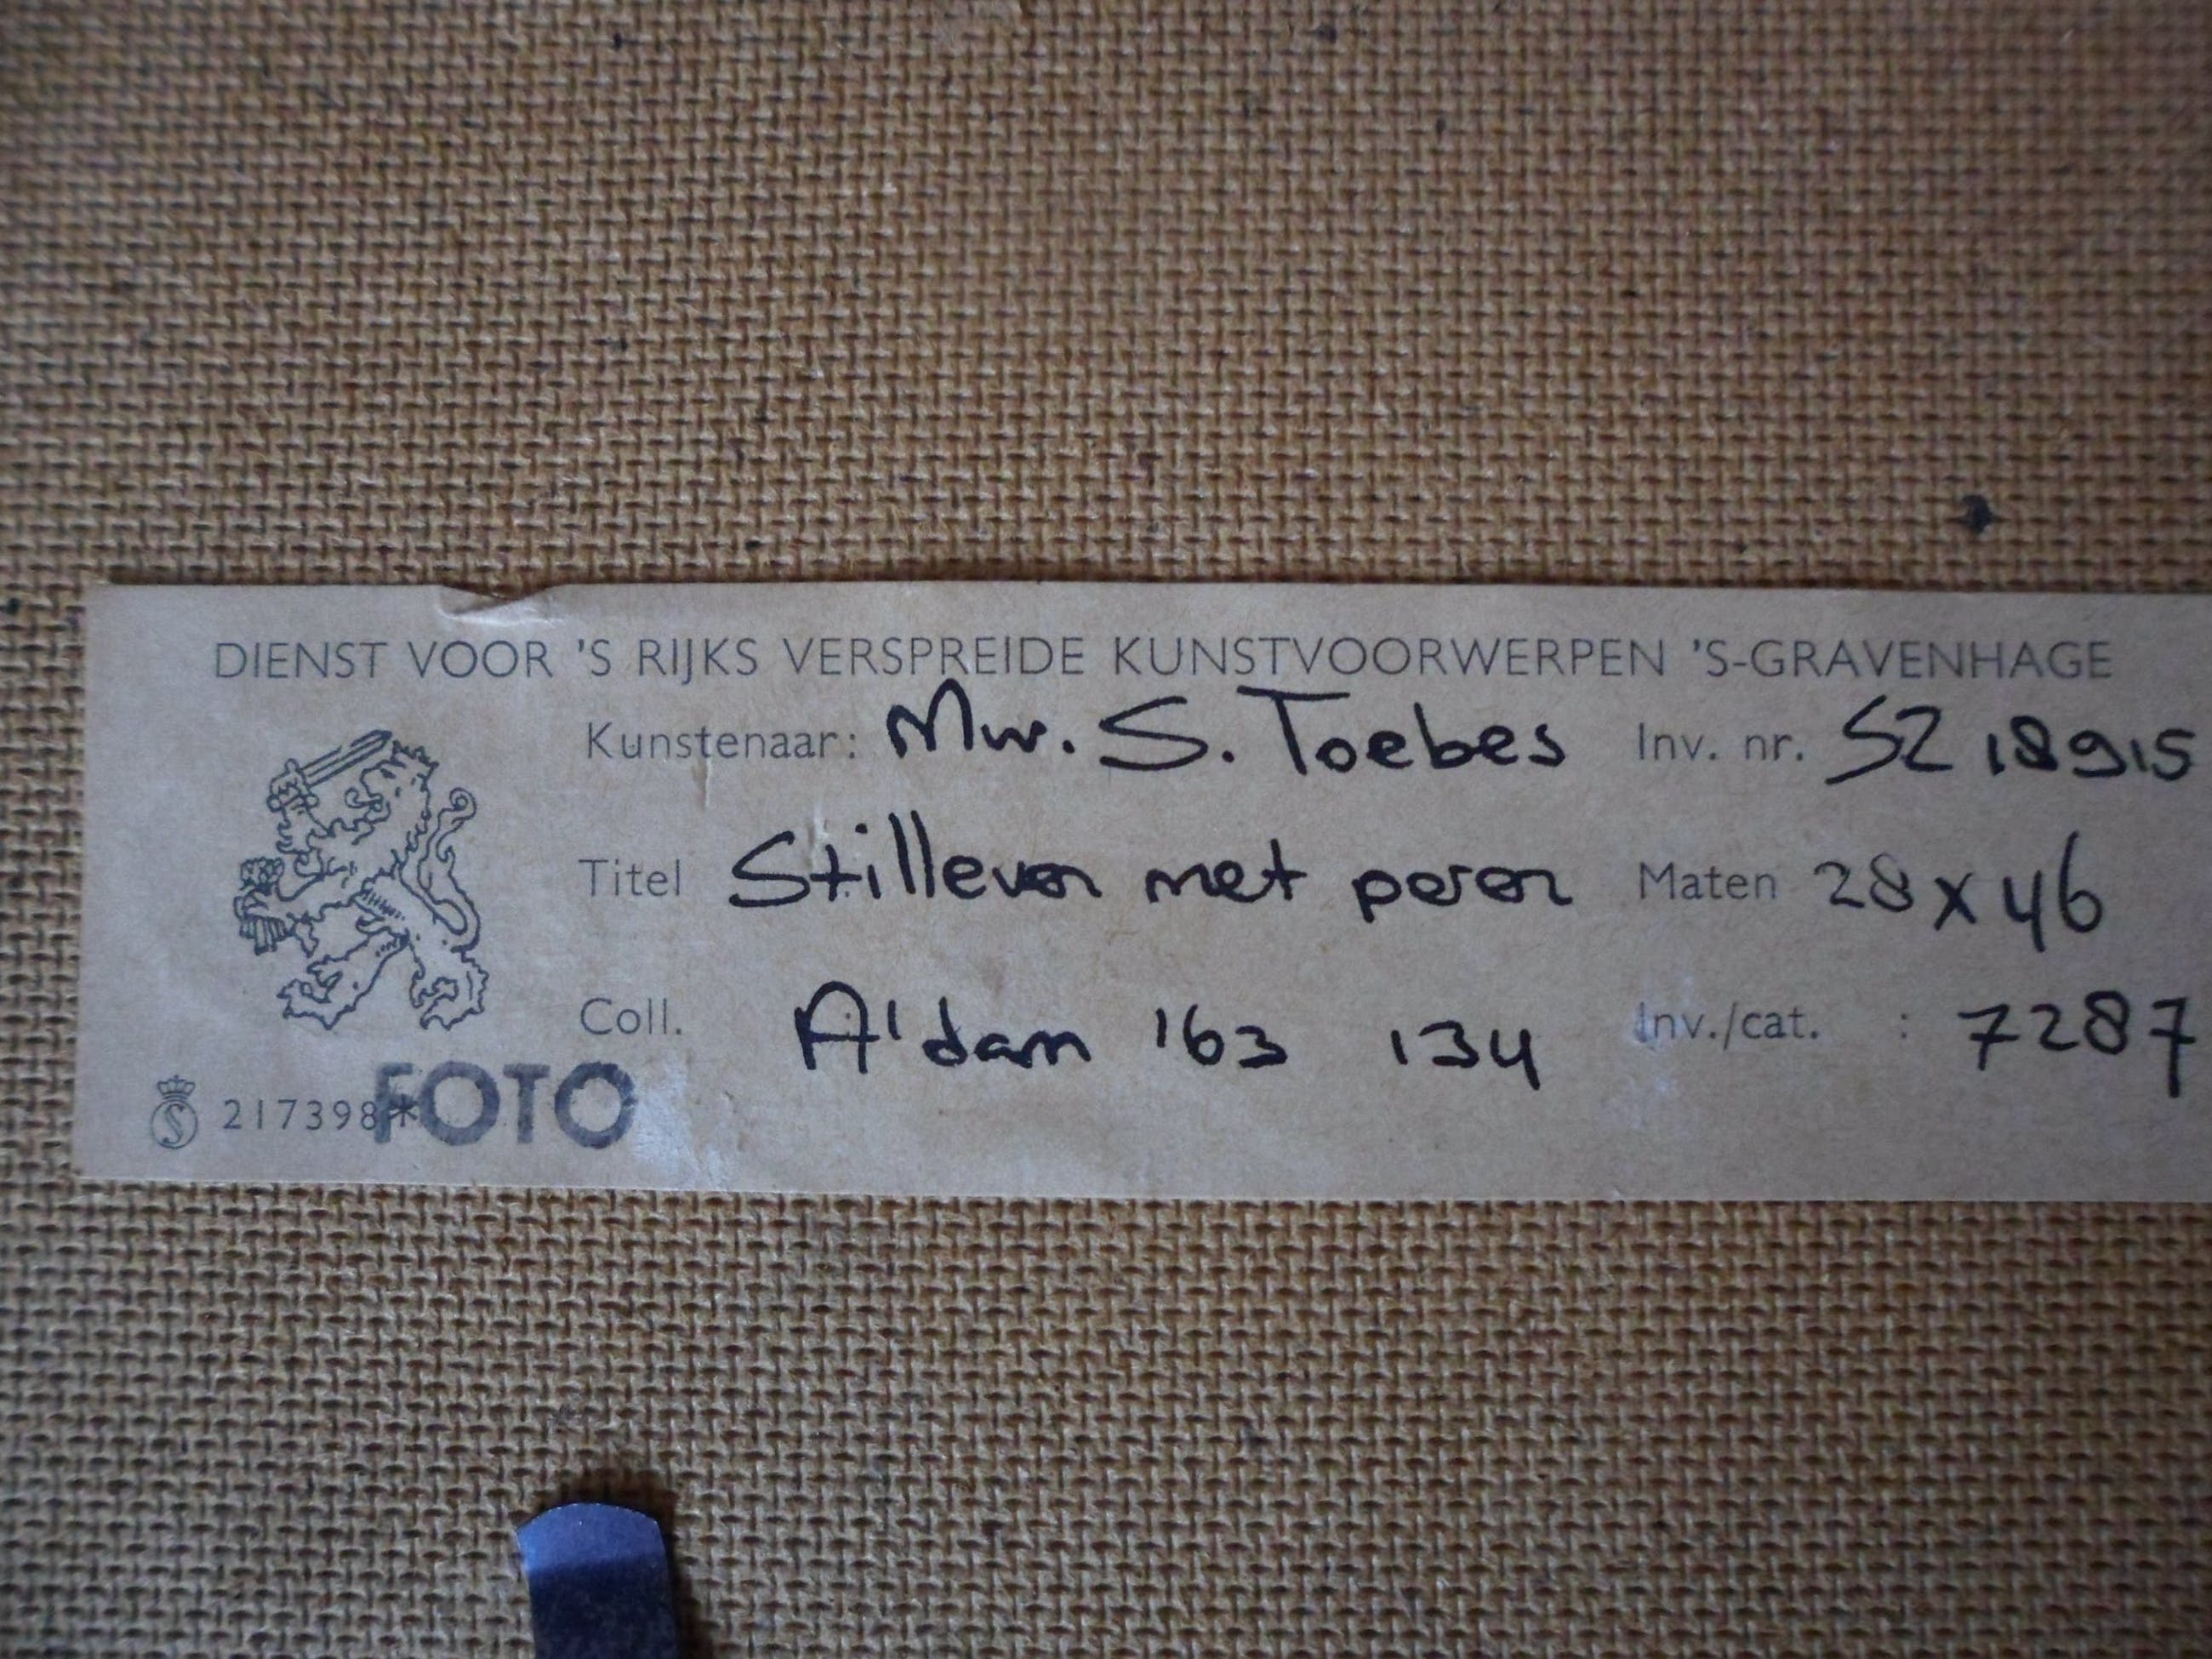 DIENST VOOR 'S RIJKS VERSPREIDE KUNSTVOORWERPEN 'S-GRAVENHAGE
Kunstenaar: Mw. S. Toebes Inv. nr. SZ 18915
Titel Stilleven met peren Maten 28 x 46
Coll. A'dam '63 134 Inv./cat. : 7287
S 217398* FOTO